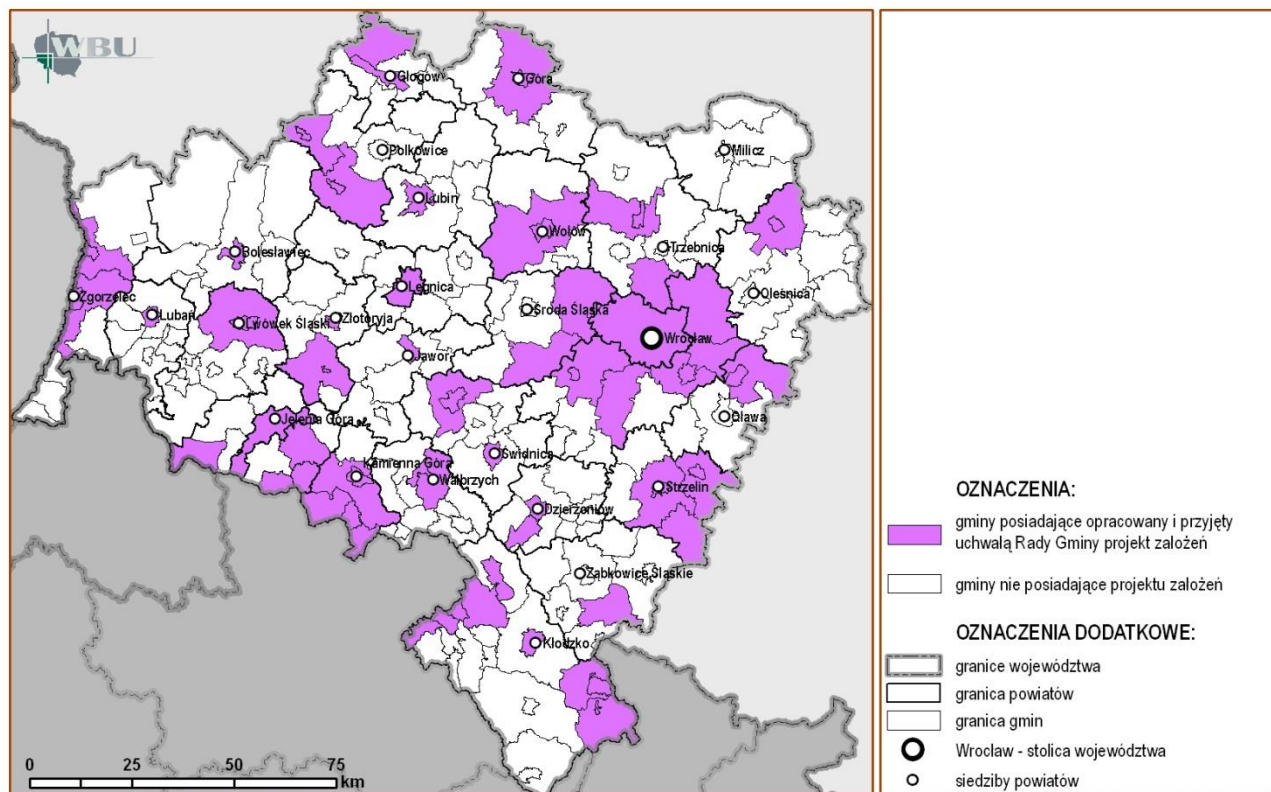 WBU
Głogów
Góra
Polkowice
Milicz
Lubin
Wołów
Trzebnica
Bolesławiec
Oleśnica
Zgorzelec
Legnica
Lubań
Lwówek Śląski
Złotoryja
Środa Śląska
Wrocław
Jawor
Oława
Jelenia Góra
Świdnica
Kamienna Góra
Wałbrzych
Strzelin
Dzierżoniów
Ząbkowice Śląskie
Kłodzko
0 25 50 75
km
OZNACZENIA:
gminy posiadające opracowany i przyjęty
uchwałą Rady Gminy projekt założeń
gminy nie posiadające projektu założeń
OZNACZENIA DODATKOWE:
granice województwa
granica powiatów
granica gmin
Wrocław - stolica województwa
siedziby powiatów